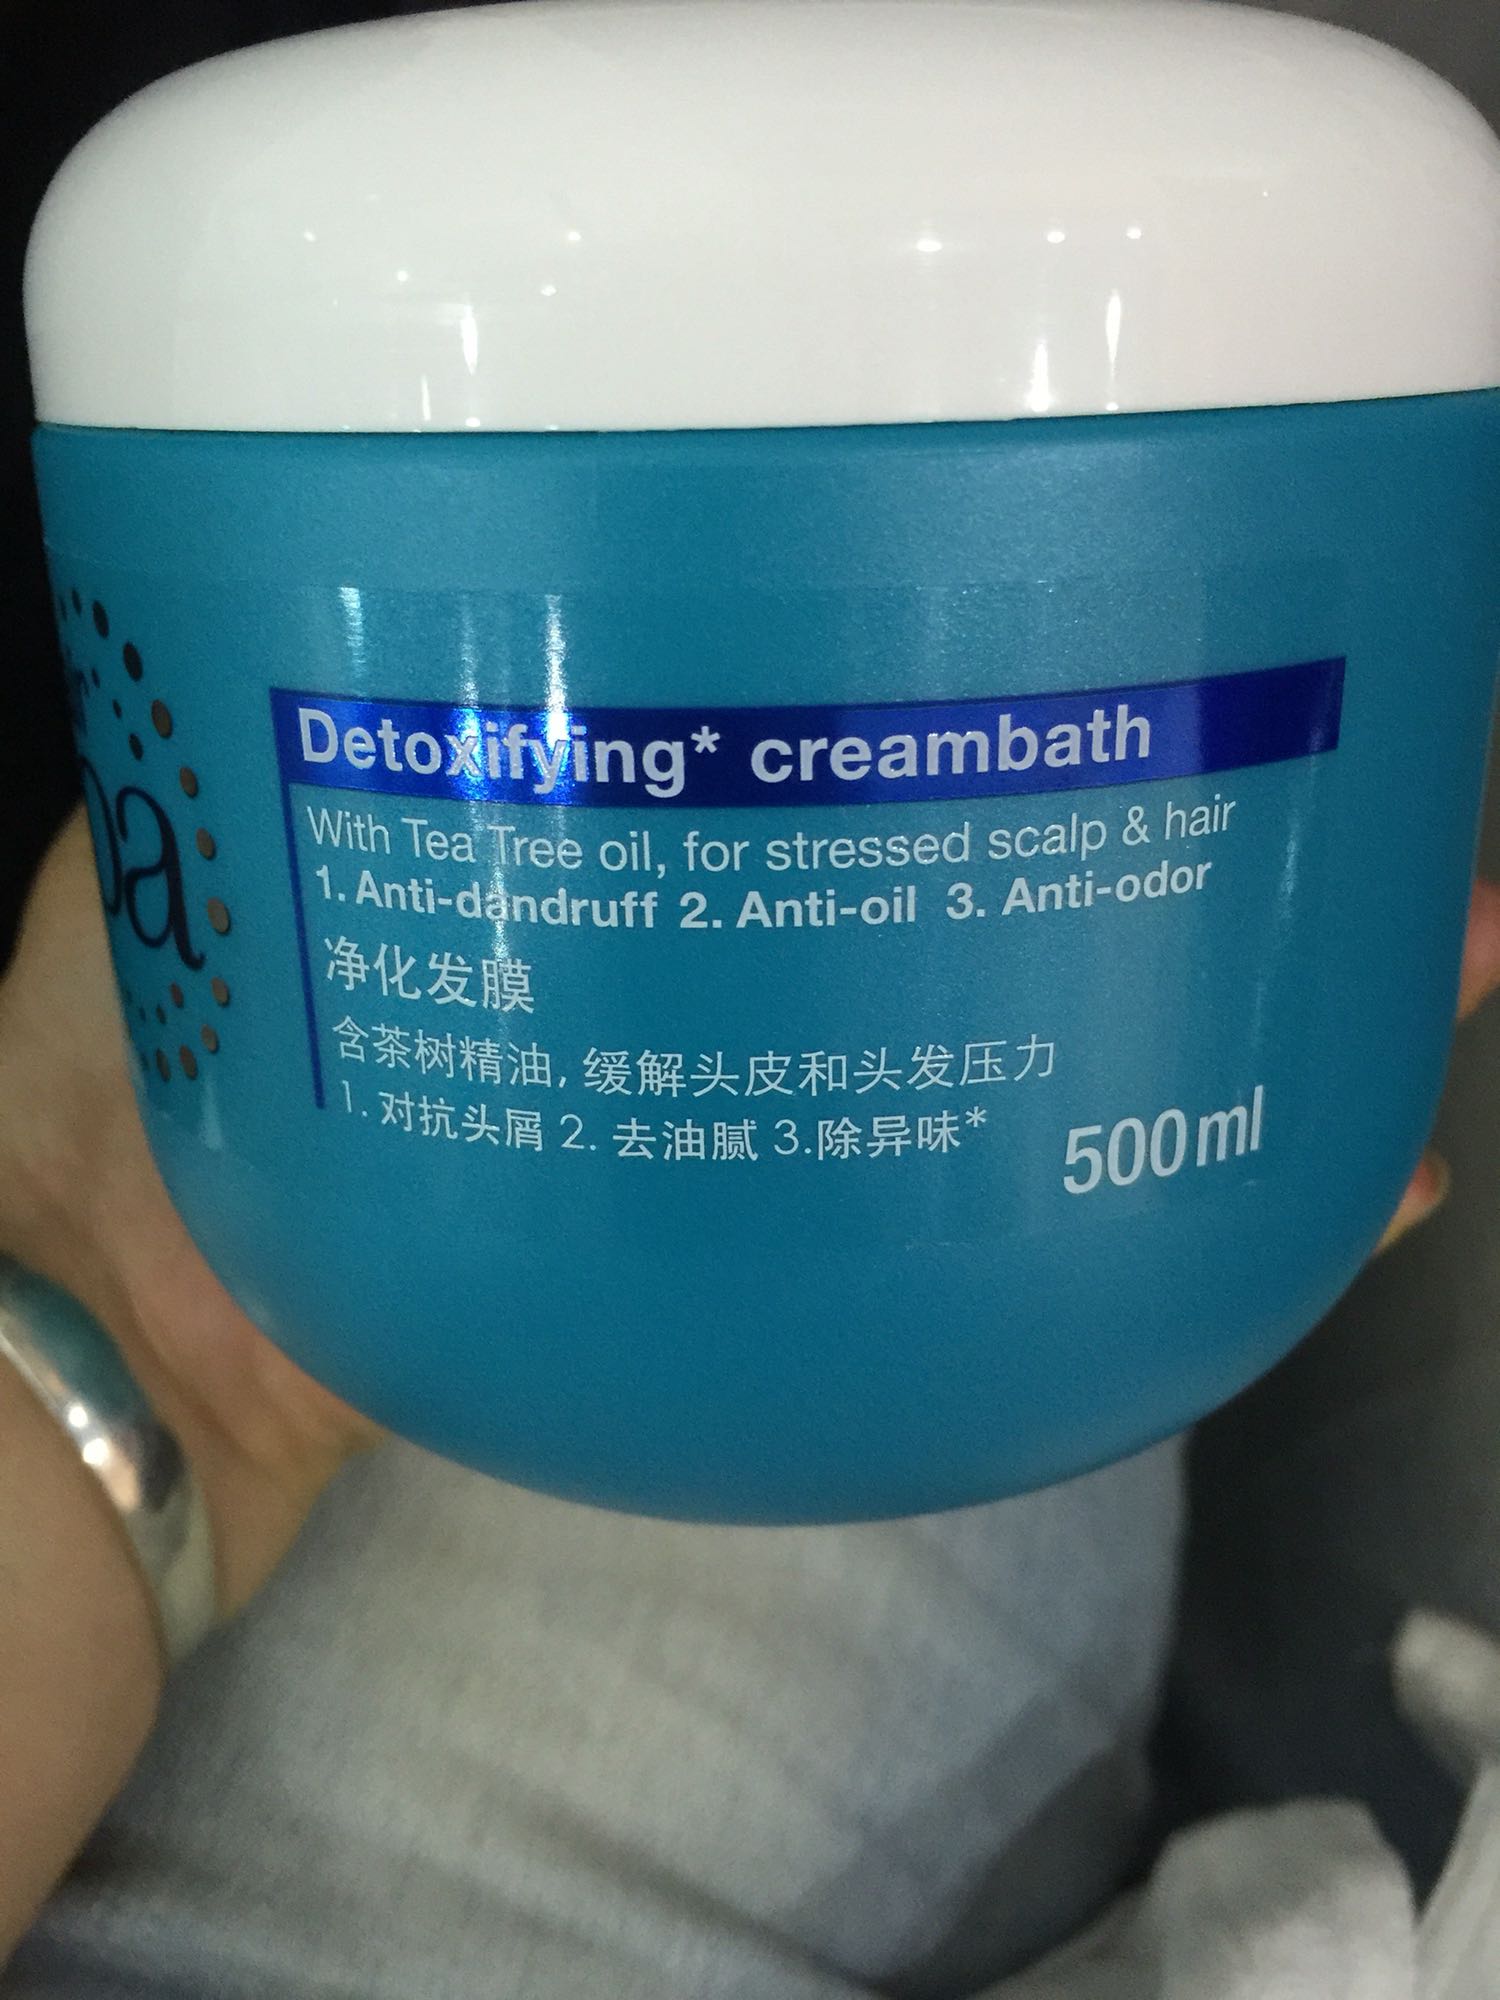 Detoxifying* creambath
With Tea Tree oil, for stressed scalp & hair
1. Anti-dandruff 2. Anti-oil 3. Anti-odor
净化发膜
含茶树精油, 缓解头皮和头发压力
1. 对抗头屑 2. 去油腻 3.除异味*
500ml